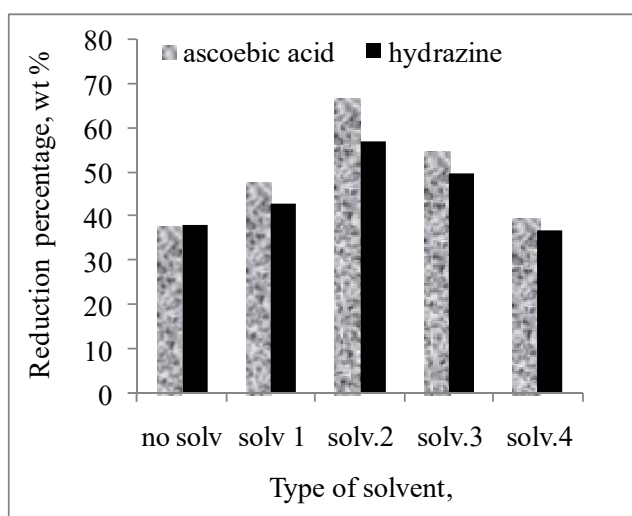 Reduction percentage, wt %
80
70
60
50
40
30
20
10
0
ascoebic acid hydrazine
no solv solv 1 solv.2 solv.3 solv.4
Type of solvent,